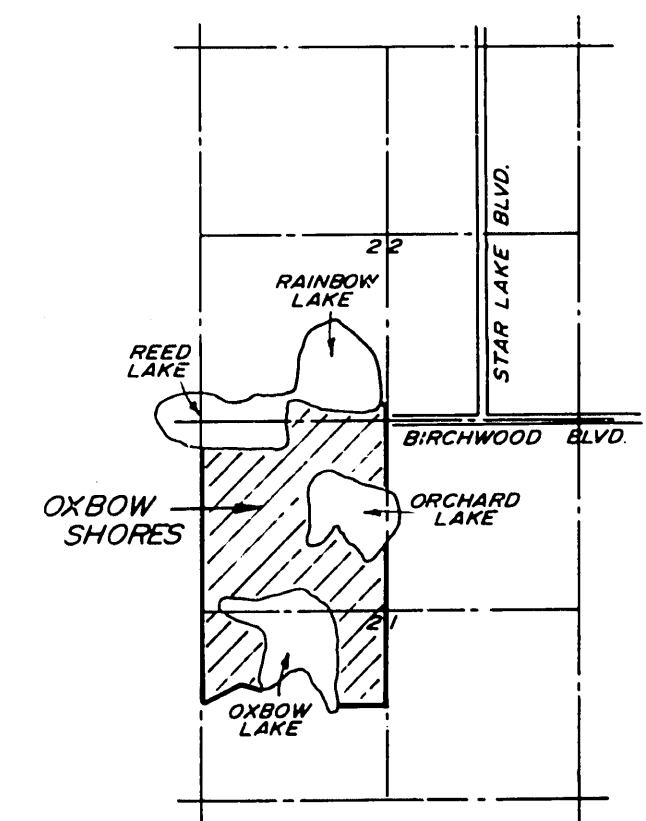 STAR LAKE BLVD.
22
RAINBOW
LAKE
REED
LAKE
BIRCHWOOD BLVD.
OXBOW
SHORES
ORCHARD
LAKE
21
OXBOW
LAKE